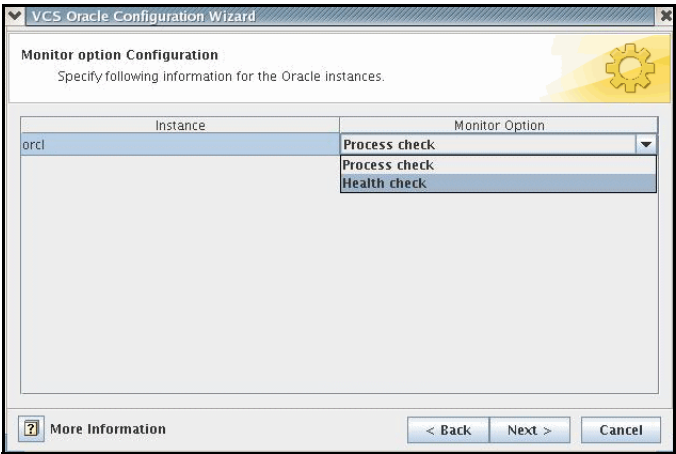 VCS Oracle Configuration Wizard
Monitor option Configuration
Specify following information for the Oracle instances.
Instance Monitor Option
orcl Process check
Process check
Health check
? More Information < Back Next > Cancel